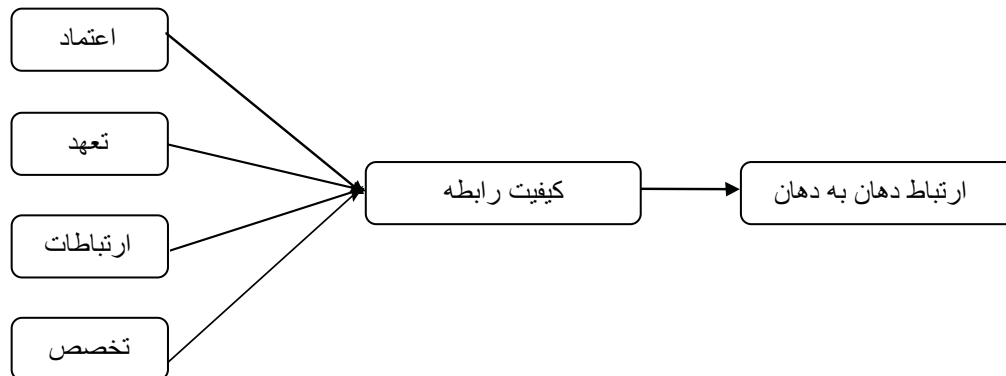 اعتماد
تعهد
ارتباطات
تخصص
کیفیت رابطه
ارتباط دهان به دهان